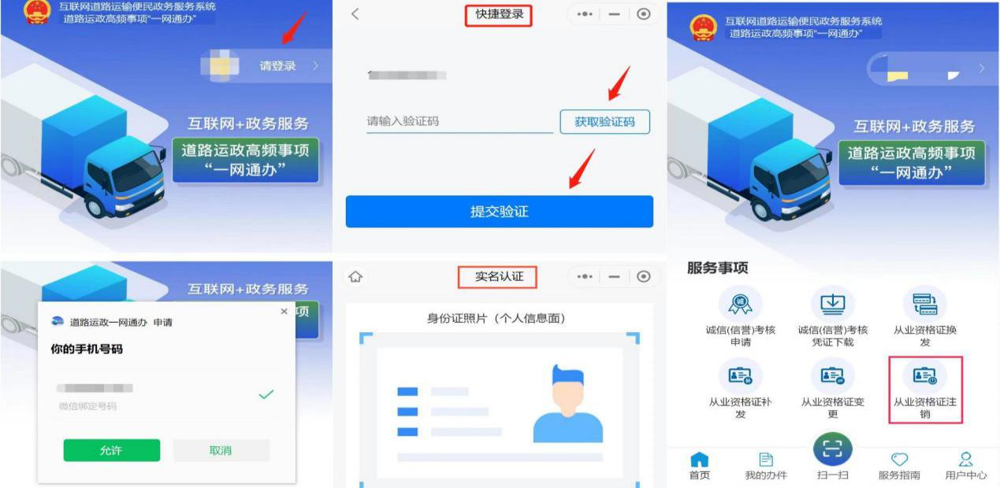 互联网道路运输便民政务服务系统
道路运政高频事项“一网通办”
请登录
互联网+政务服务
道路运政高频事项
“一网通办”
互联网+政务服务
项
道路运政一网通办 申请
你的手机号码
微信绑定号码
允许
取消
快捷登录
请输入验证码
获取验证码
提交验证
实名认证
身份证照片（个人信息面）
互联网道路运输便民政务服务系统
道路运政高频事项“一网通办”
互联网+政务服务
道路运政高频事项
“一网通办”
服务事项
诚
诚信(信誉)考核
申请
诚信(信誉)考核
凭证下载
从业资格证换
发
从业资格证补
发
从业资格证变
更
从业资格证注
销
首页
我的办件
扫一扫
服务指南
用户中心